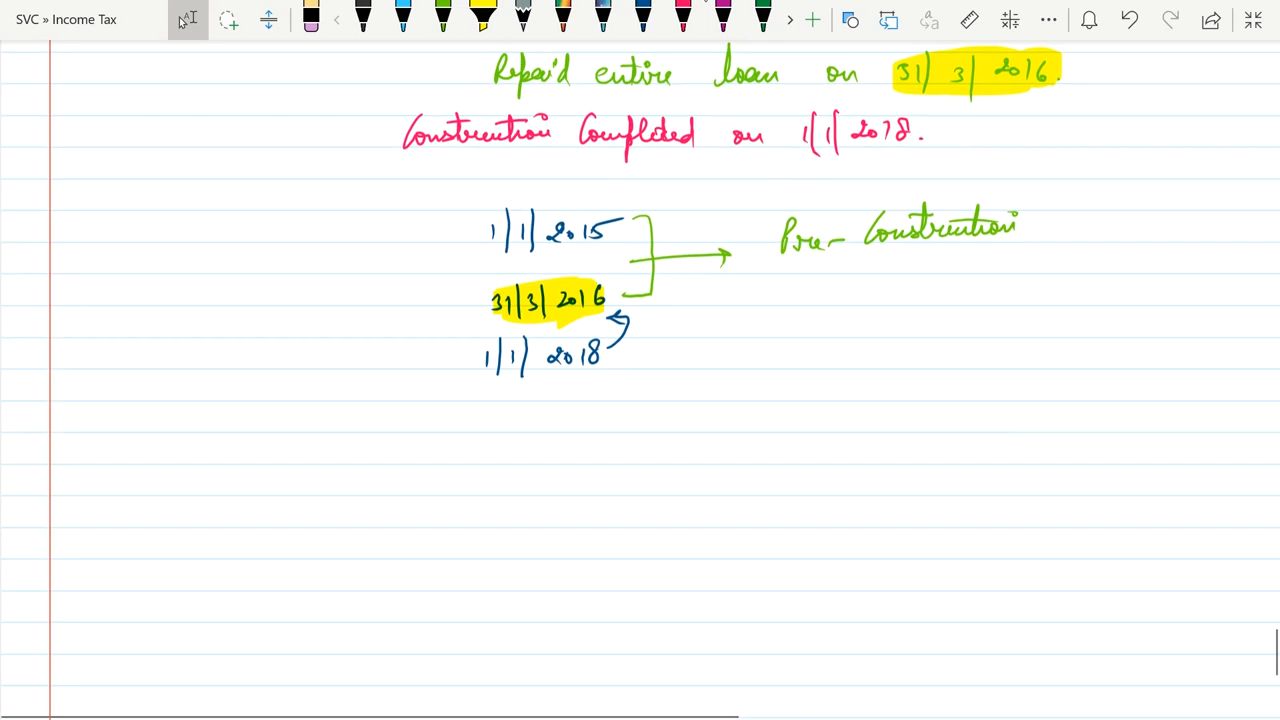 SVC » Income Tax
Repaid entire loan on 31/3/2016.
Construction Completed on 1/1/2018.
1/1/2015
Pre-Construction
31/3/2016
1/1/2018